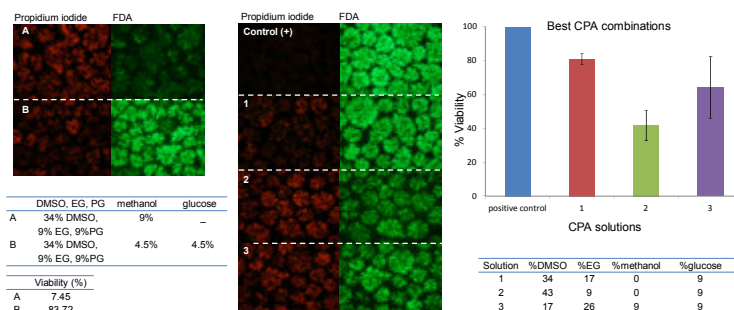 Propidium iodide FDA
A
B
DMSO, EG, PG methanol glucose
A 34% DMSO, 9% _
9% EG, 9%PG
B 34% DMSO, 4.5% 4.5%
9% EG, 9%PG
Viability (%)
A 7.45
B 83.72
Propidium iodide FDA
Control (+)
1
2
3
Best CPA combinations
% Viability
100
80
60
40
20
0
positive control 1 2 3
CPA solutions
Solution %DMSO %EG %methanol %glucose
1 34 17 0 9
2 43 9 0 9
3 17 26 9 9